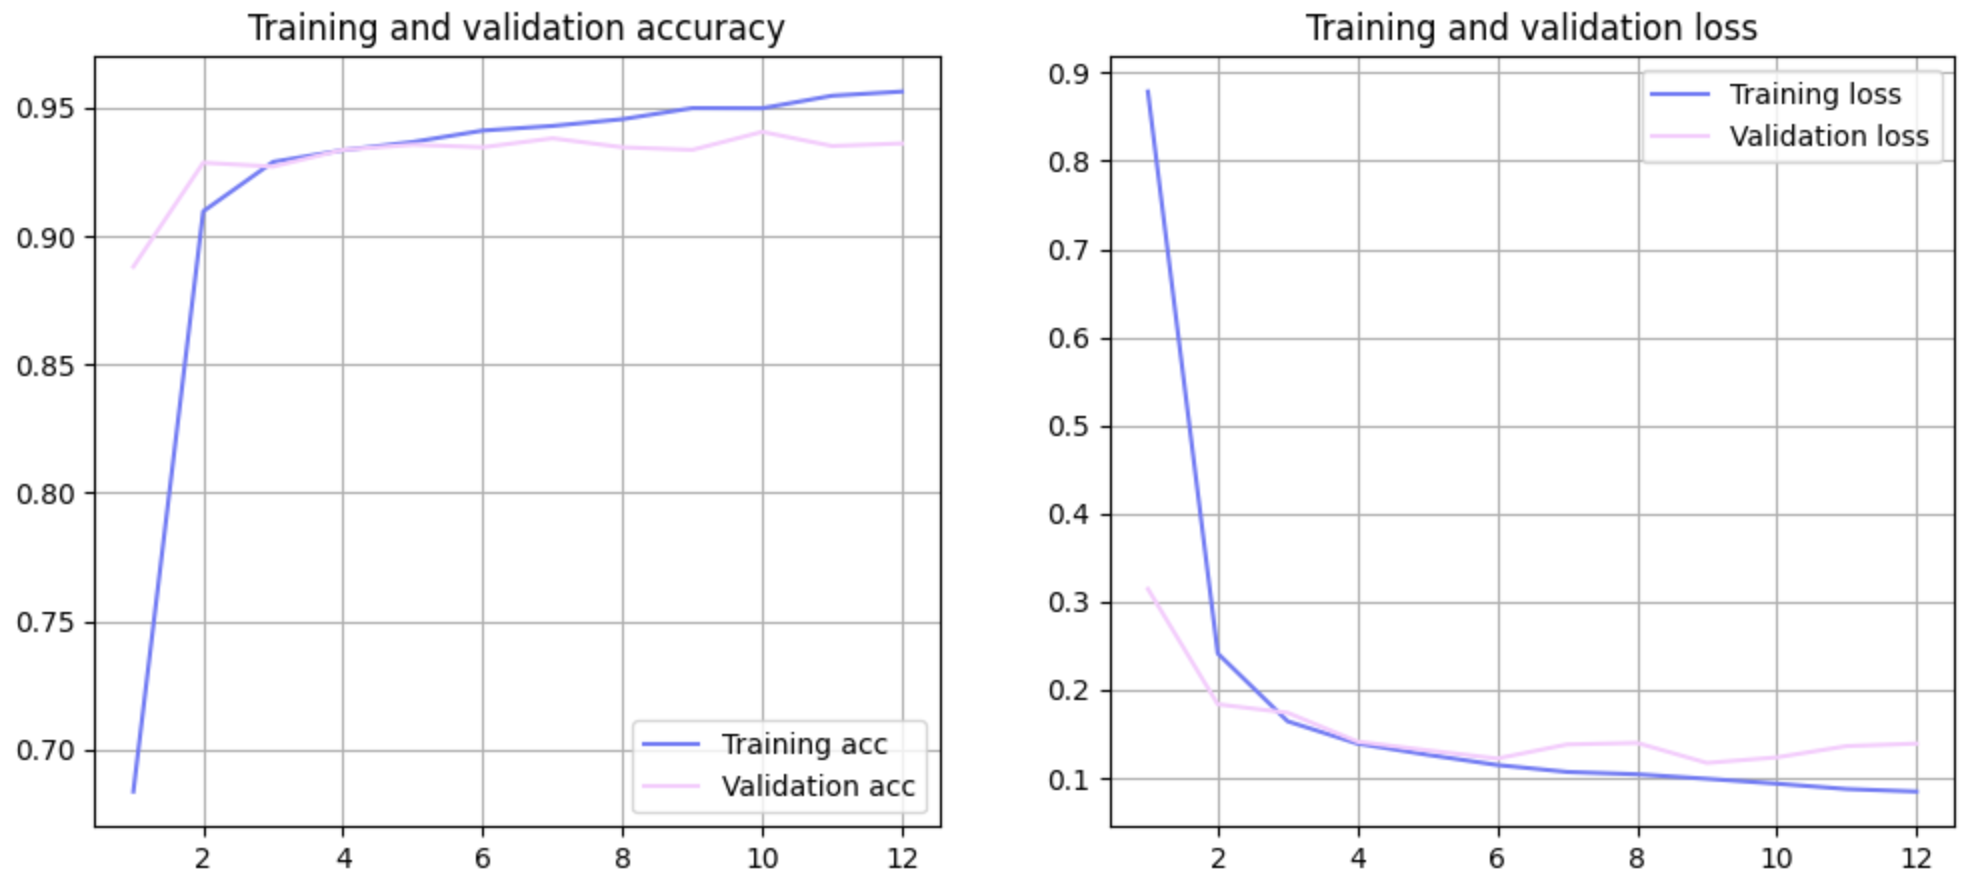 Training and validation accuracy
0.95
0.90
0.85
0.80
0.75
0.70
Training acc
Validation acc
2 4 6 8 10 12
Training and validation loss
0.9
0.8
0.7
0.6
0.5
0.4
0.3
0.2
0.1
Training loss
Validation loss
2 4 6 8 10 12